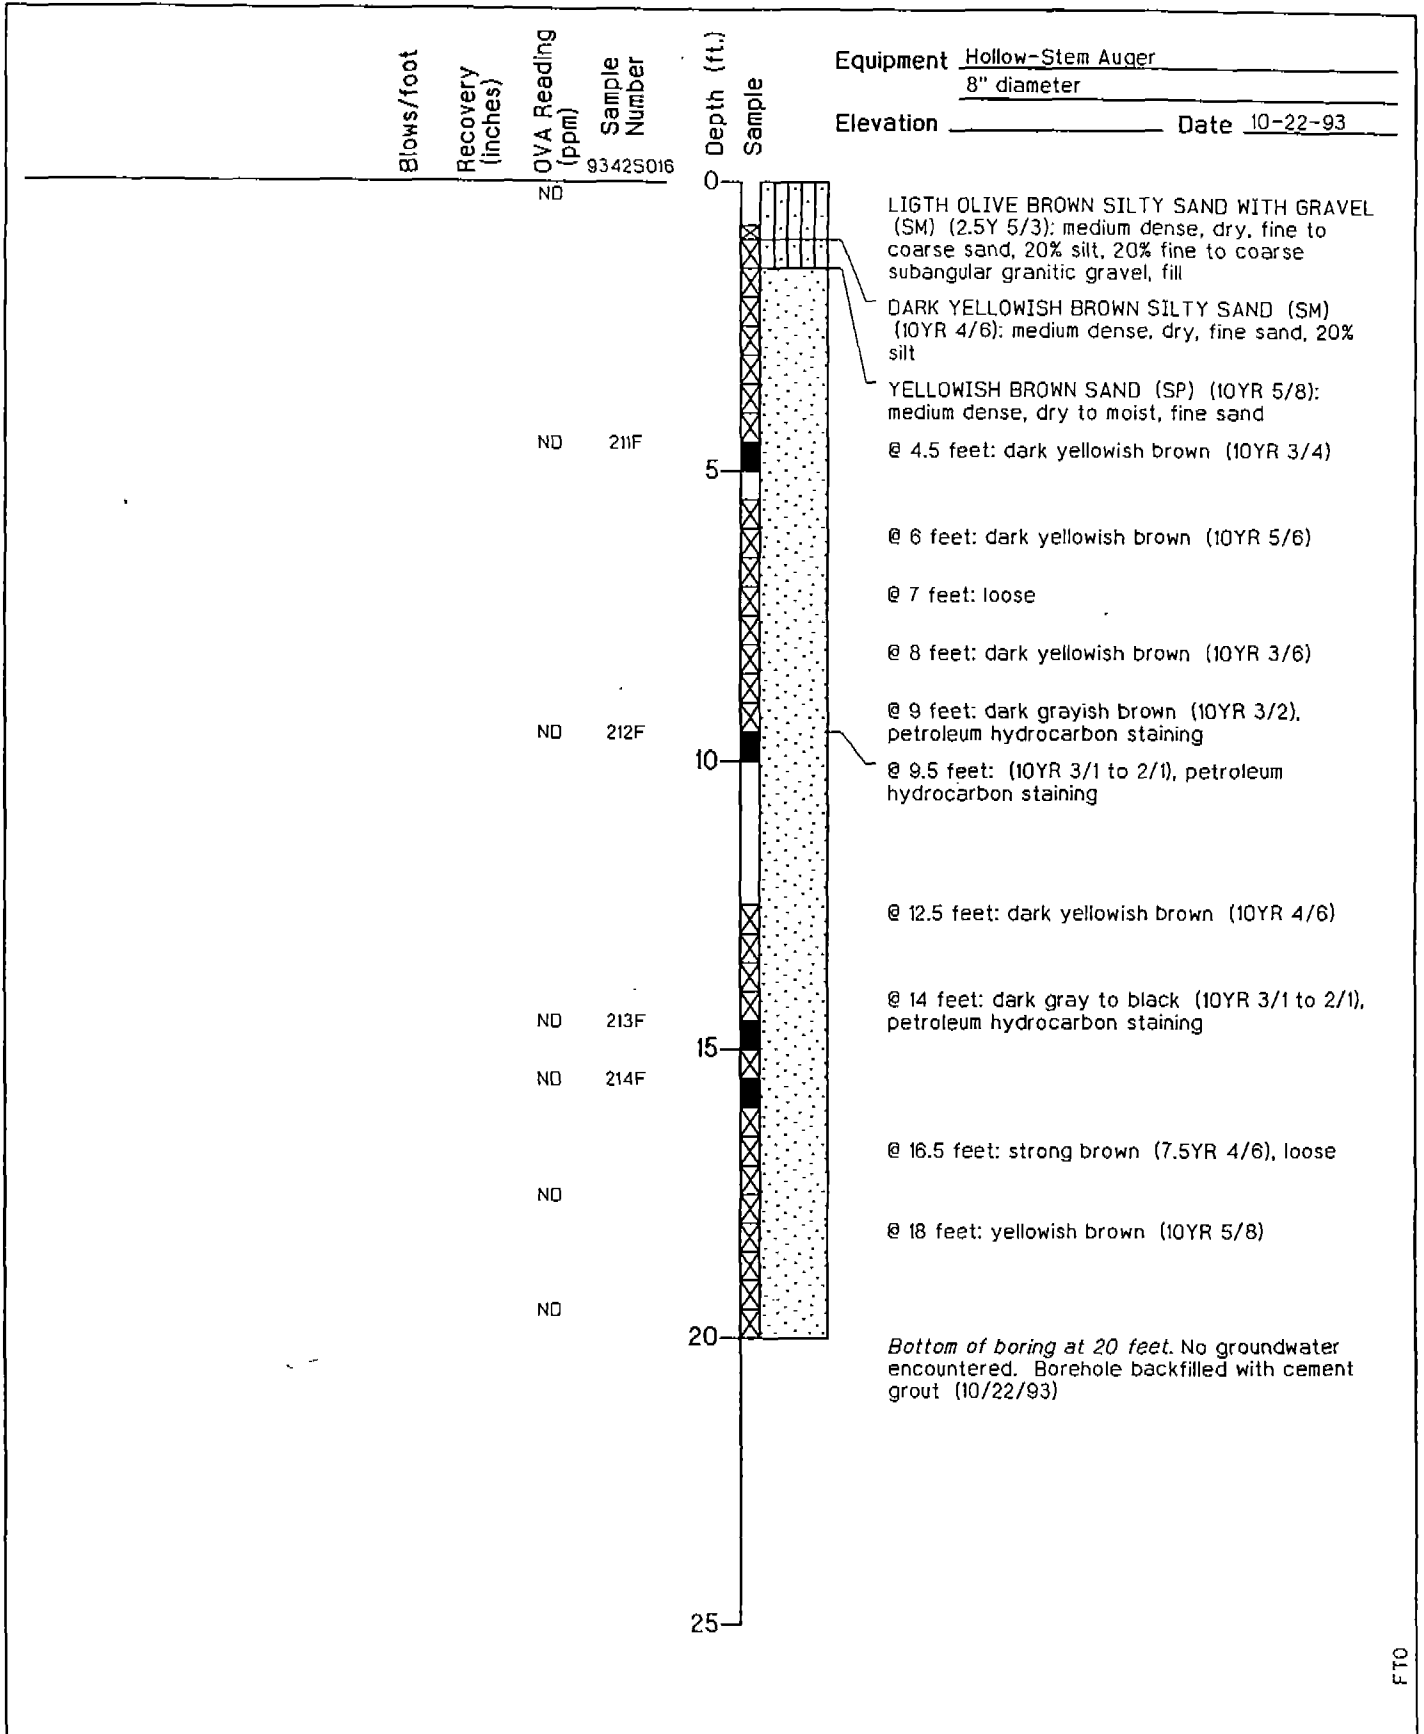 Blows/foot
Recovery
(inches)
OVA Reading
(ppm)
Sample
Number
9342S016
Depth (ft.)
Sample
Equipment Hollow-Stem Auger
8" diameter
Elevation Date 10-22-93
ND
0
LIGTH OLIVE BROWN SILTY SAND WITH GRAVEL
(SM) (2.5Y 5/3): medium dense, dry, fine to
coarse sand, 20% silt, 20% fine to coarse
subangular granitic gravel, fill
DARK YELLOWISH BROWN SILTY SAND (SM)
(10YR 4/6): medium dense, dry, fine sand, 20%
silt
YELLOWISH BROWN SAND (SP) (10YR 5/8):
medium dense, dry to moist, fine sand
ND 211F
@ 4.5 feet: dark yellowish brown (10YR 3/4)
5
@ 6 feet: dark yellowish brown (10YR 5/6)
@ 7 feet: loose
@ 8 feet: dark yellowish brown (10YR 3/6)
@ 9 feet: dark grayish brown (10YR 3/2),
petroleum hydrocarbon staining
ND 212F
10
@ 9.5 feet: (10YR 3/1 to 2/1), petroleum
hydrocarbon staining
@ 12.5 feet: dark yellowish brown (10YR 4/6)
@ 14 feet: dark gray to black (10YR 3/1 to 2/1),
petroleum hydrocarbon staining
ND 213F
15
ND 214F
@ 16.5 feet: strong brown (7.5YR 4/6), loose
ND
@ 18 feet: yellowish brown (10YR 5/8)
ND
20
Bottom of boring at 20 feet. No groundwater
encountered. Borehole backfilled with cement
grout (10/22/93)
25
FTO